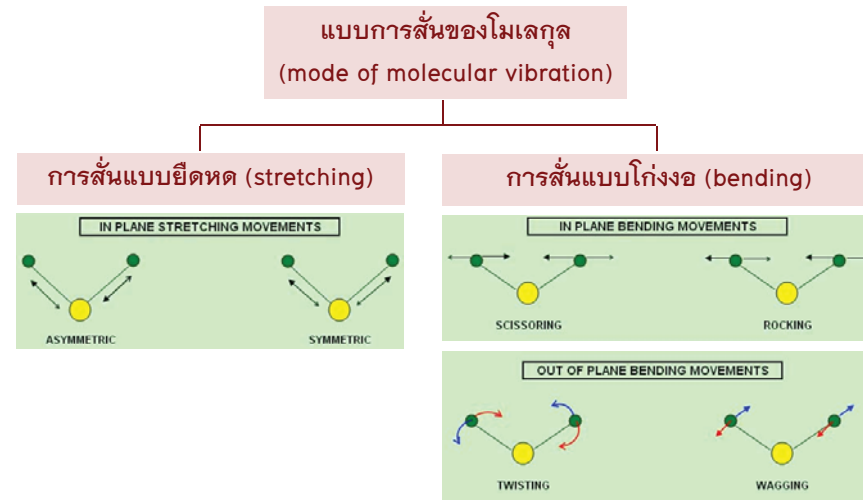 แบบการสั่นของโมเลกุล
(mode of molecular vibration)
การสั่นแบบยืดหด (stretching)
IN PLANE STRETCHING MOVEMENTS
ASYMMETRIC
SYMMETRIC
การสั่นแบบโก่งงอ (bending)
IN PLANE BENDING MOVEMENTS
SCISSORING
ROCKING
OUT OF PLANE BENDING MOVEMENTS
TWISTING
WAGGING